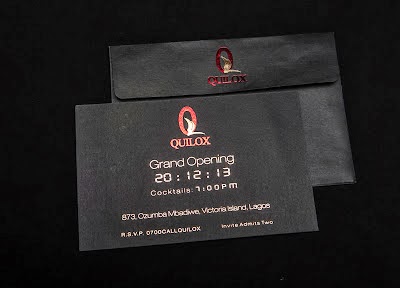 QUILOX
QUILOX
Grand Opening
20:12:13
Cocktails: 7:00PM
873, Ozumba Mbadiwe, Victoria Island, Lagos
R.S.V.P. 0700CALLQUILOX Invite Admits Two